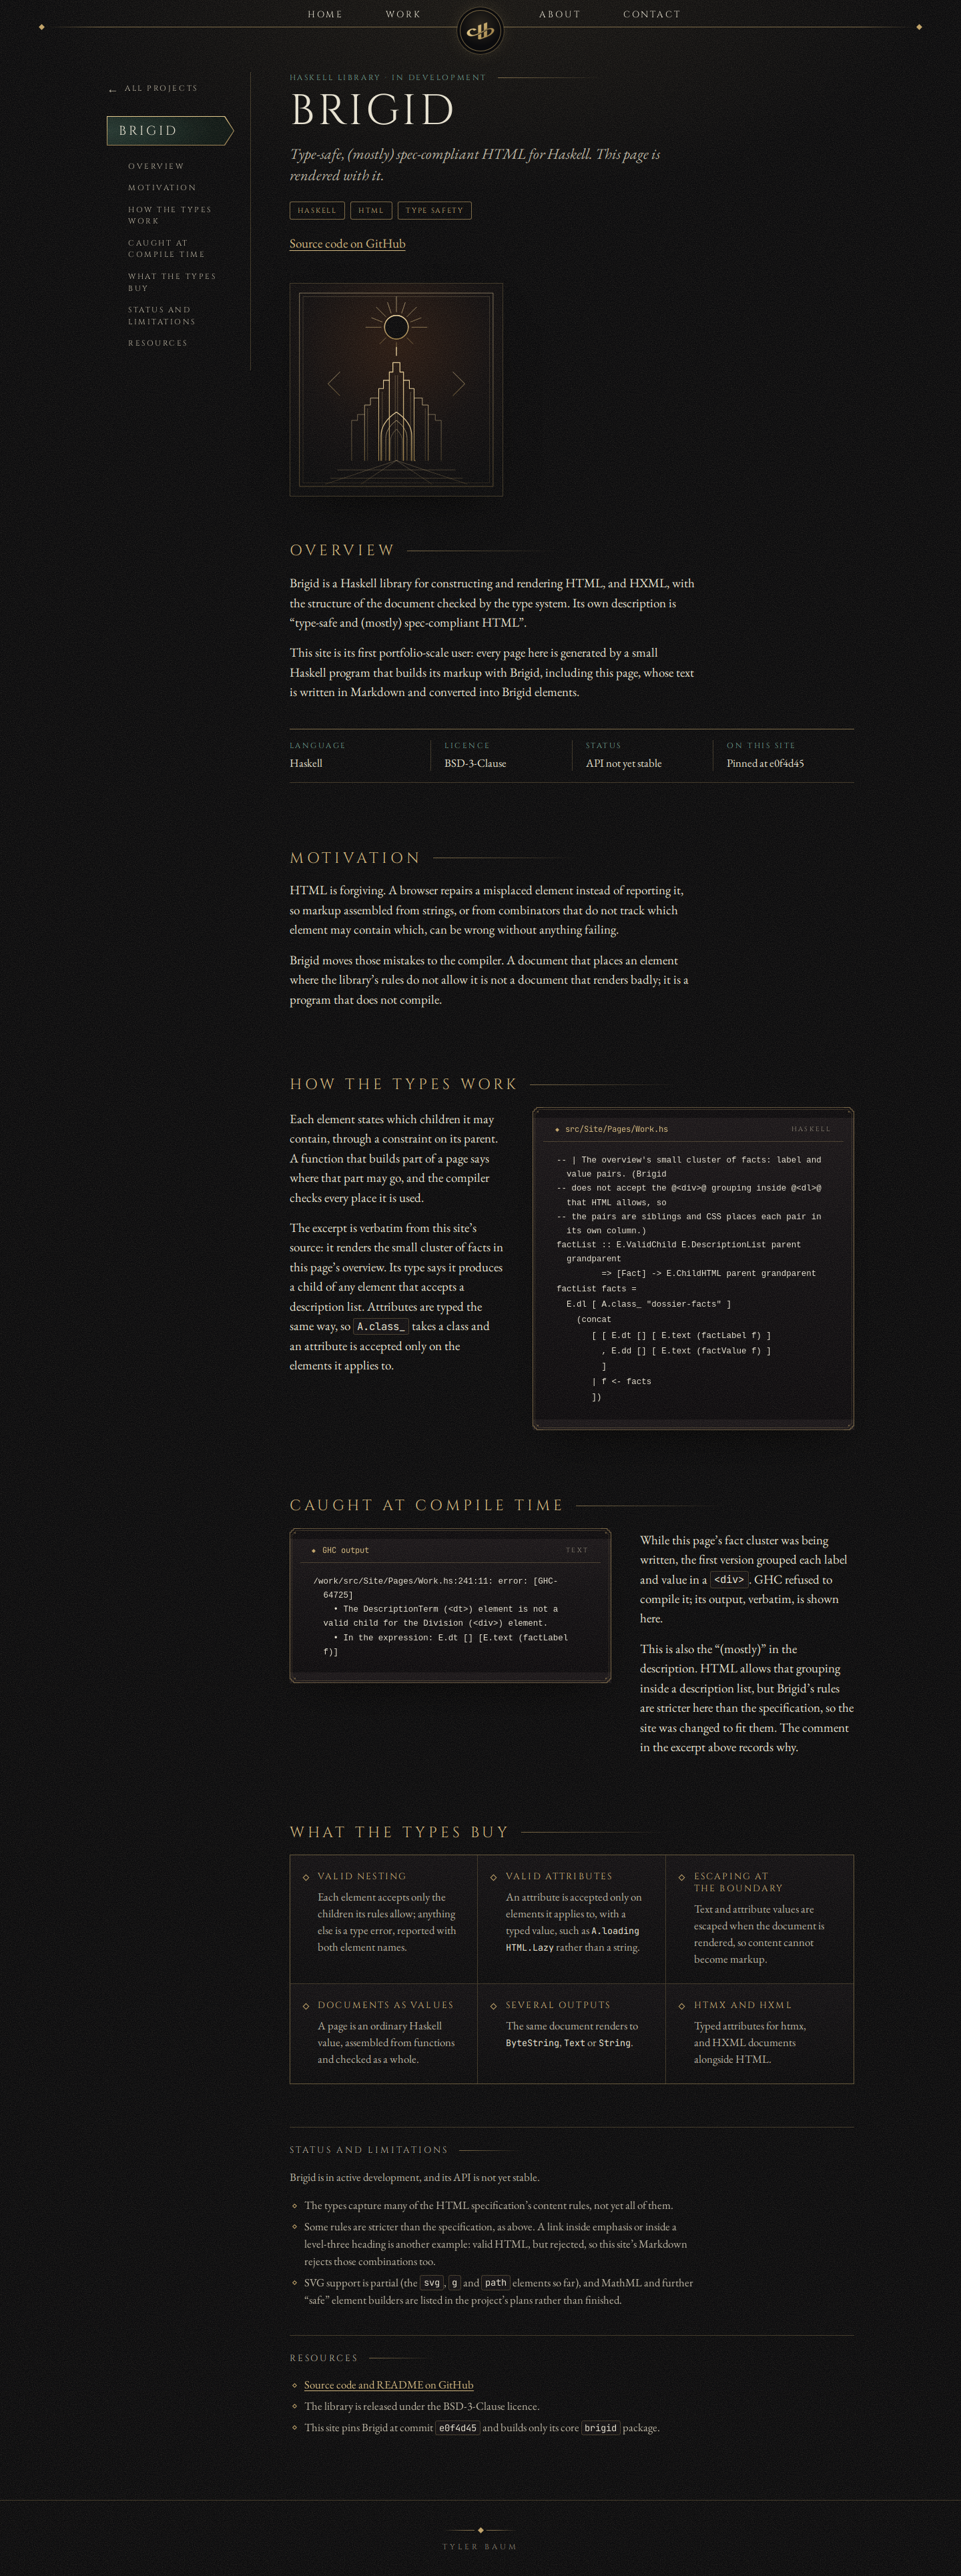 HOME
WORK
ABOUT
CONTACT
← ALL PROJECTS
BRIGID
OVERVIEW
MOTIVATION
HOW THE TYPES
WORK
CAUGHT AT
COMPILE TIME
WHAT THE TYPES
BUY
STATUS AND
LIMITATIONS
RESOURCES
HASKELL LIBRARY · IN DEVELOPMENT
BRIGID
Type-safe, (mostly) spec-compliant HTML for Haskell. This page is
rendered with it.
HASKELL
HTML
TYPE SAFETY
Source code on GitHub
OVERVIEW
Brigid is a Haskell library for constructing and rendering HTML, and HXML, with
the structure of the document checked by the type system. Its own description is
“type-safe and (mostly) spec-compliant HTML”.
This site is its first portfolio-scale user: every page here is generated by a small
Haskell program that builds its markup with Brigid, including this page, whose text
is written in Markdown and converted into Brigid elements.
LANGUAGE
Haskell
LICENCE
BSD-3-Clause
STATUS
API not yet stable
ON THIS SITE
Pinned at e0f4d45
MOTIVATION
HTML is forgiving. A browser repairs a misplaced element instead of reporting it,
so markup assembled from strings, or from combinators that do not track which
element may contain which, can be wrong without anything failing.
Brigid moves those mistakes to the compiler. A document that places an element
where the library’s rules do not allow it is not a document that renders badly; it is a
program that does not compile.
HOW THE TYPES WORK
Each element states which children it may
contain, through a constraint on its parent.
A function that builds part of a page says
where that part may go, and the compiler
checks every place it is used.
The excerpt is verbatim from this site’s
source: it renders the small cluster of facts in
this page’s overview. Its type says it produces
a child of any element that accepts a
description list. Attributes are typed the
same way, so A.class_ takes a class and
an attribute is accepted only on the
elements it applies to.
src/Site/Pages/Work.hs
HASKELL
-- | The overview's small cluster of facts: label and
value pairs. (Brigid
-- does not accept the @<div>@ grouping inside @<dl>@
that HTML allows, so
-- the pairs are siblings and CSS places each pair in
its own column.)
factList :: E.ValidChild E.DescriptionList parent
grandparent
=> [Fact] -> E.ChildHTML parent grandparent
factList facts =
E.dl [ A.class_ "dossier-facts" ]
(concat
[ [ E.dt [] [ E.text (factLabel f) ]
, E.dd [] [ E.text (factValue f) ]
]
| f <- facts
])
CAUGHT AT COMPILE TIME
GHC output
TEXT
/work/src/Site/Pages/Work.hs:241:11: error: [GHC-
64725]
• The DescriptionTerm (<dt>) element is not a
valid child for the Division (<div>) element.
• In the expression: E.dt [] [E.text (factLabel
f)]
While this page’s fact cluster was being
written, the first version grouped each label
and value in a <div>. GHC refused to
compile it; its output, verbatim, is shown
here.
This is also the “(mostly)” in the
description. HTML allows that grouping
inside a description list, but Brigid’s rules
are stricter here than the specification, so the
site was changed to fit them. The comment
in the excerpt above records why.
WHAT THE TYPES BUY
VALID NESTING
Each element accepts only the
children its rules allow; anything
else is a type error, reported with
both element names.
VALID ATTRIBUTES
An attribute is accepted only on
elements it applies to, with a
typed value, such as A.loading
HTML.Lazy rather than a string.
ESCAPING AT
THE BOUNDARY
Text and attribute values are
escaped when the document is
rendered, so content cannot
become markup.
DOCUMENTS AS VALUES
A page is an ordinary Haskell
value, assembled from functions
and checked as a whole.
SEVERAL OUTPUTS
The same document renders to
ByteString, Text or String.
HTMX AND HXML
Typed attributes for htmx,
and HXML documents
alongside HTML.
STATUS AND LIMITATIONS
Brigid is in active development, and its API is not yet stable.
The types capture many of the HTML specification’s content rules, not yet all of them.
Some rules are stricter than the specification, as above. A link inside emphasis or inside a
level-three heading is another example: valid HTML, but rejected, so this site’s Markdown
rejects those combinations too.
SVG support is partial (the svg, g and path elements so far), and MathML and further
“safe” element builders are listed in the project’s plans rather than finished.
RESOURCES
Source code and README on GitHub
The library is released under the BSD-3-Clause licence.
This site pins Brigid at commit e0f4d45 and builds only its core brigid package.
TYLER BAUM